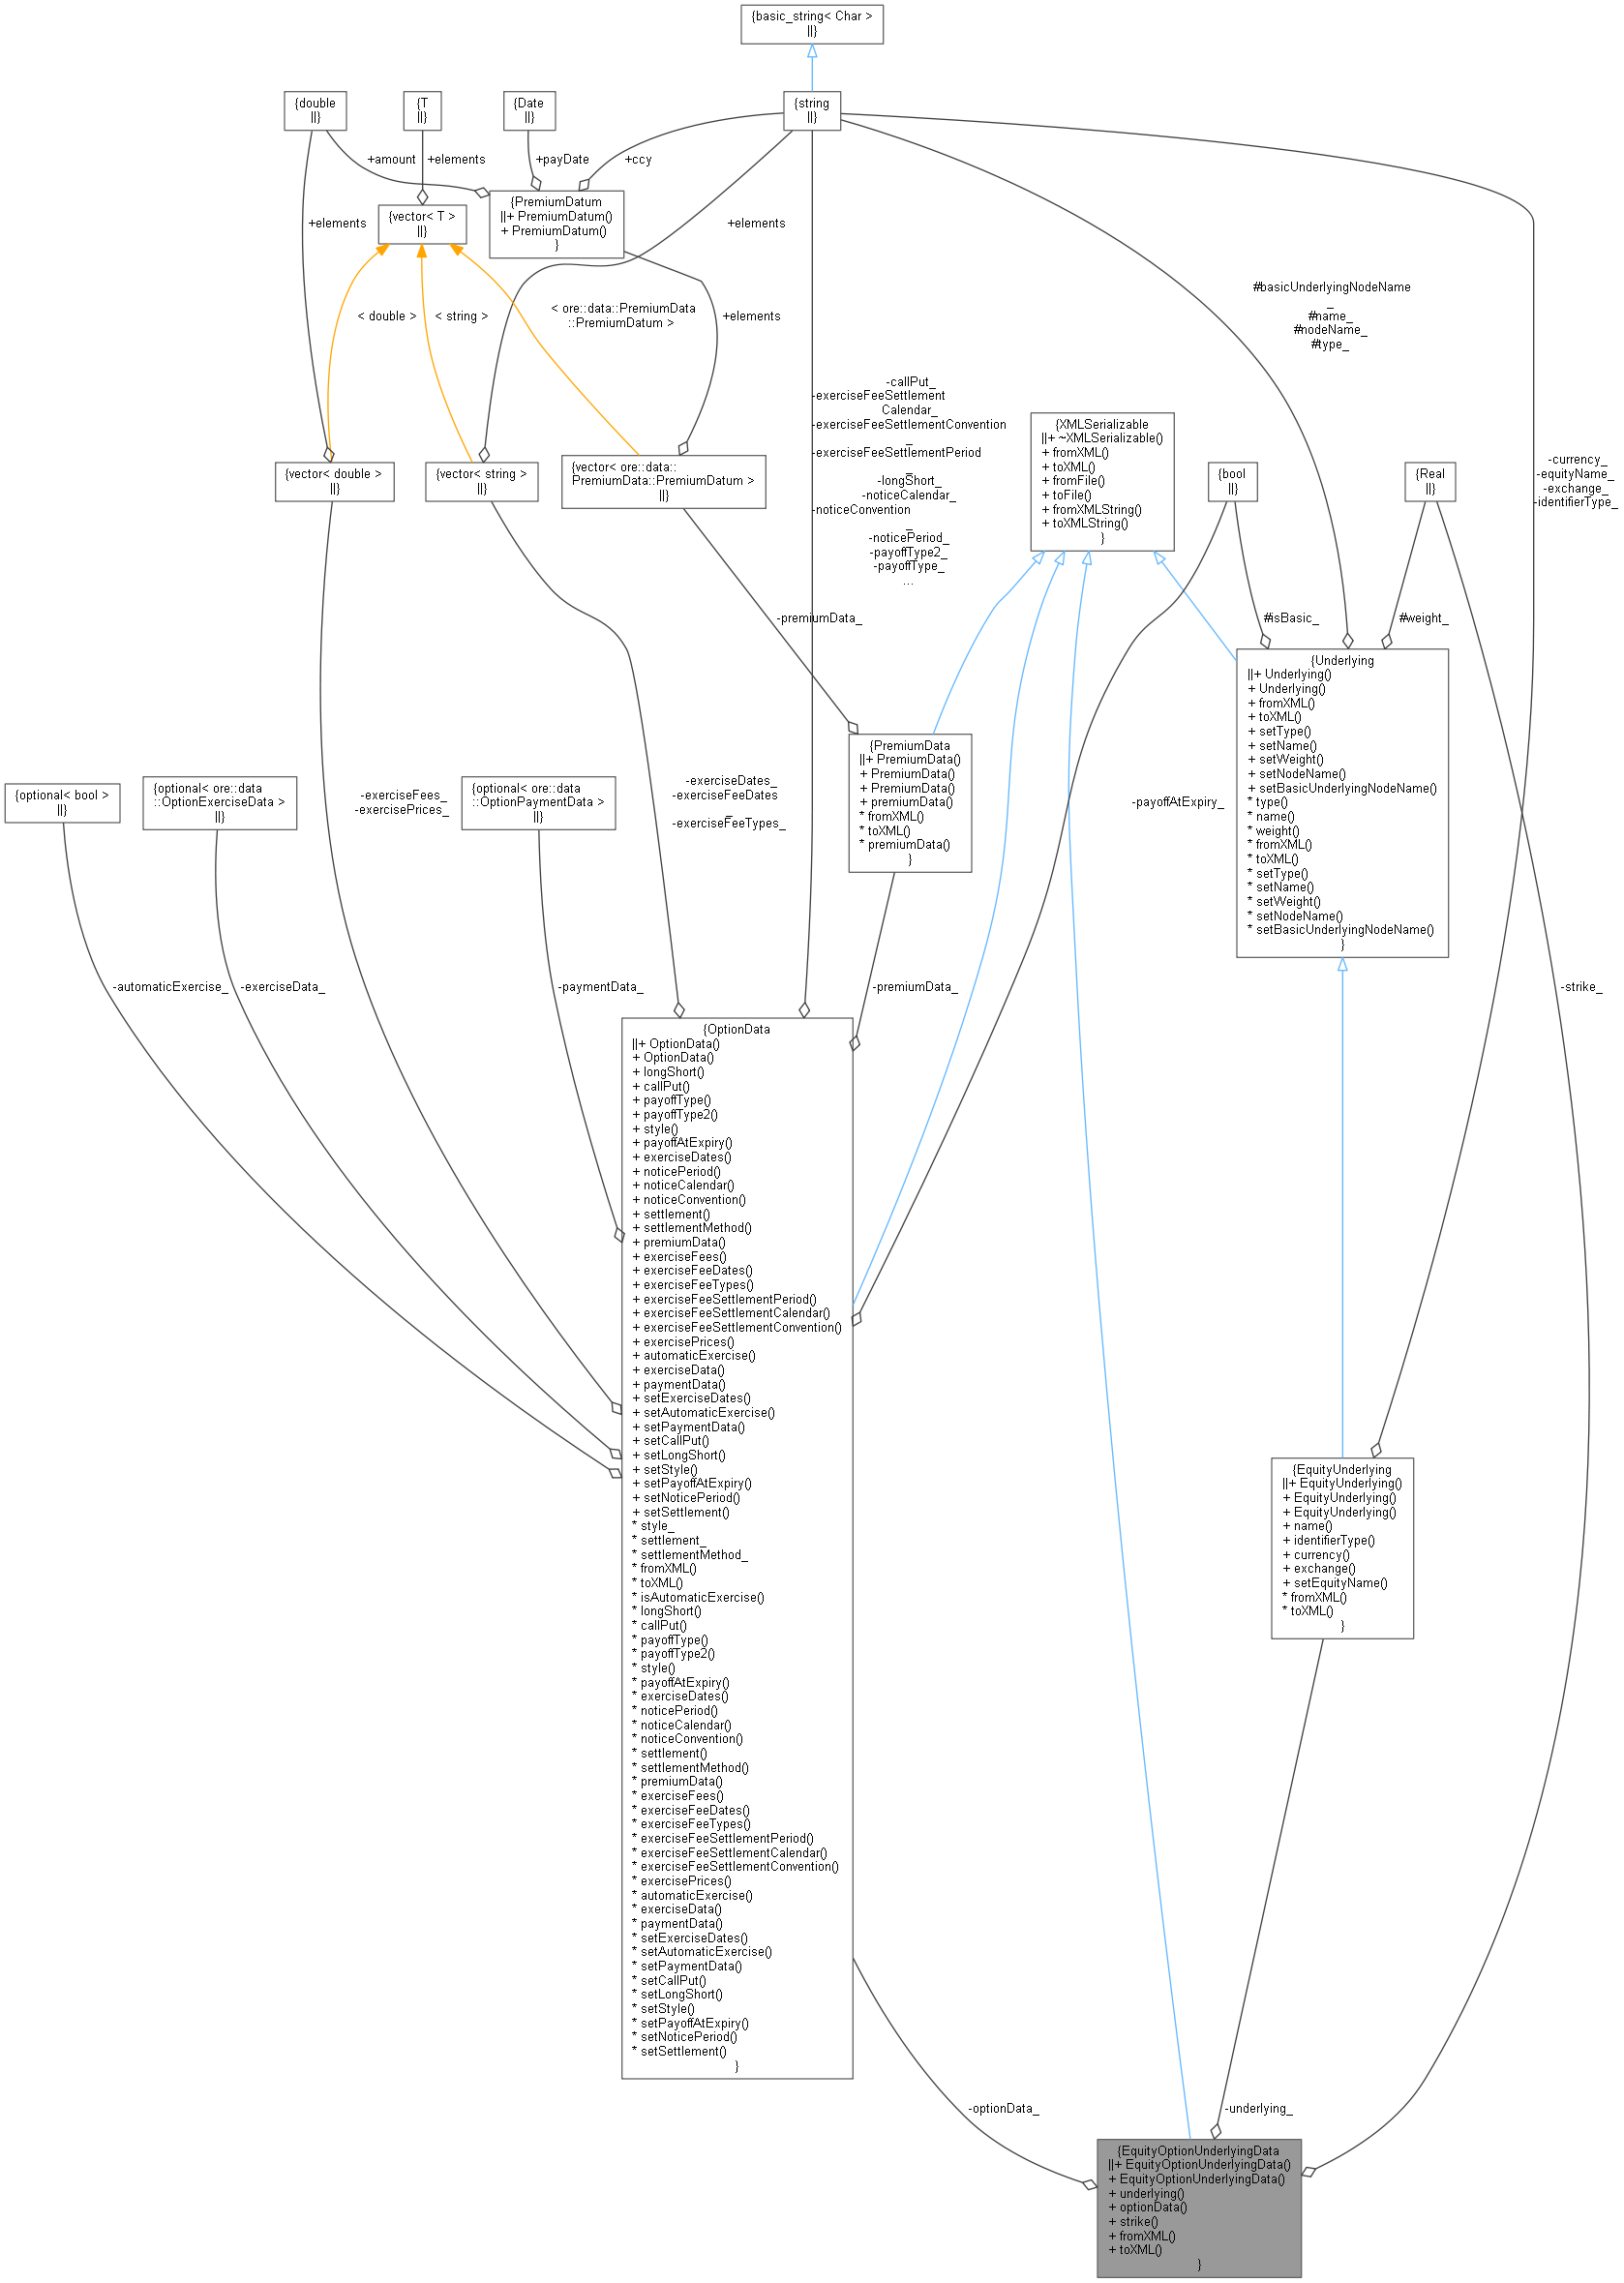 {basic_string< Char >
||}
{double
||}
{T
||}
{Date
||}
{string
||}
+amount
+elements
+payDate
+ccy
{PremiumDatum
||+ PremiumDatum()
+ PremiumDatum()
}
{vector< T >
||}
+elements
+elements
#basicUnderlyingNodeName
_
#name_
#nodeName_
#type_
< double >
< string >
< ore::data::PremiumData
::PremiumDatum >
+elements
-callPut_
-exerciseFeeSettlement
Calendar_
-exerciseFeeSettlementConvention
_
-exerciseFeeSettlementPeriod
_
-longShort_
-noticeCalendar_
-noticeConvention
_
-noticePeriod_
-payoffType2_
-payoffType_
...
{XMLSerializable
||+ ~XMLSerializable()
+ fromXML()
+ toXML()
+ fromFile()
+ toFile()
+ fromXMLString()
+ toXMLString()
}
-currency_
-equityName_
-exchange_
-identifierType_
{vector< double >
||}
{vector< string >
||}
{vector< ore::data::
PremiumData::PremiumDatum >
||}
{bool
||}
{Real
||}
-premiumData_
#isBasic_
#weight_
{Underlying
||+ Underlying()
+ Underlying()
+ fromXML()
+ toXML()
+ setType()
+ setName()
+ setWeight()
+ setNodeName()
+ setBasicUnderlyingNodeName()
* type()
* name()
* weight()
* fromXML()
* toXML()
* setType()
* setName()
* setWeight()
* setNodeName()
* setBasicUnderlyingNodeName()
}
{PremiumData
||+ PremiumData()
+ PremiumData()
+ PremiumData()
+ premiumData()
* fromXML()
* toXML()
* premiumData()
}
{optional< bool >
||}
{optional< ore::data
::OptionExerciseData >
||}
-exerciseFees_
-exercisePrices_
{optional< ore::data
::OptionPaymentData >
||}
-exerciseDates_
-exerciseFeeDates
_
-exerciseFeeTypes_
-payoffAtExpiry_
-automaticExercise_
-exerciseData_
-paymentData_
-premiumData_
-strike_
{OptionData
||+ OptionData()
+ OptionData()
+ longShort()
+ callPut()
+ payoffType()
+ payoffType2()
+ style()
+ payoffAtExpiry()
+ exerciseDates()
+ noticePeriod()
+ noticeCalendar()
+ noticeConvention()
+ settlement()
+ settlementMethod()
+ premiumData()
+ exerciseFees()
+ exerciseFeeDates()
+ exerciseFeeTypes()
+ exerciseFeeSettlementPeriod()
+ exerciseFeeSettlementCalendar()
+ exerciseFeeSettlementConvention()
+ exercisePrices()
+ automaticExercise()
+ exerciseData()
+ paymentData()
+ setExerciseDates()
+ setAutomaticExercise()
+ setPaymentData()
+ setCallPut()
+ setLongShort()
+ setStyle()
+ setPayoffAtExpiry()
+ setNoticePeriod()
+ setSettlement()
* style_
* settlement_
* settlementMethod_
* fromXML()
* toXML()
* isAutomaticExercise()
* longShort()
* callPut()
* payoffType()
* payoffType2()
* style()
* payoffAtExpiry()
* exerciseDates()
* noticePeriod()
* noticeCalendar()
* noticeConvention()
* settlement()
* settlementMethod()
* premiumData()
* exerciseFees()
* exerciseFeeDates()
* exerciseFeeTypes()
* exerciseFeeSettlementPeriod()
* exerciseFeeSettlementCalendar()
* exerciseFeeSettlementConvention()
* exercisePrices()
* automaticExercise()
* exerciseData()
* paymentData()
* setExerciseDates()
* setAutomaticExercise()
* setPaymentData()
* setCallPut()
* setLongShort()
* setStyle()
* setPayoffAtExpiry()
* setNoticePeriod()
* setSettlement()
}
{EquityUnderlying
||+ EquityUnderlying()
+ EquityUnderlying()
+ EquityUnderlying()
+ name()
+ identifierType()
+ currency()
+ exchange()
+ setEquityName()
* fromXML()
* toXML()
}
-optionData_
-underlying_
{EquityOptionUnderlyingData
||+ EquityOptionUnderlyingData()
+ EquityOptionUnderlyingData()
+ underlying()
+ optionData()
+ strike()
+ fromXML()
+ toXML()
}